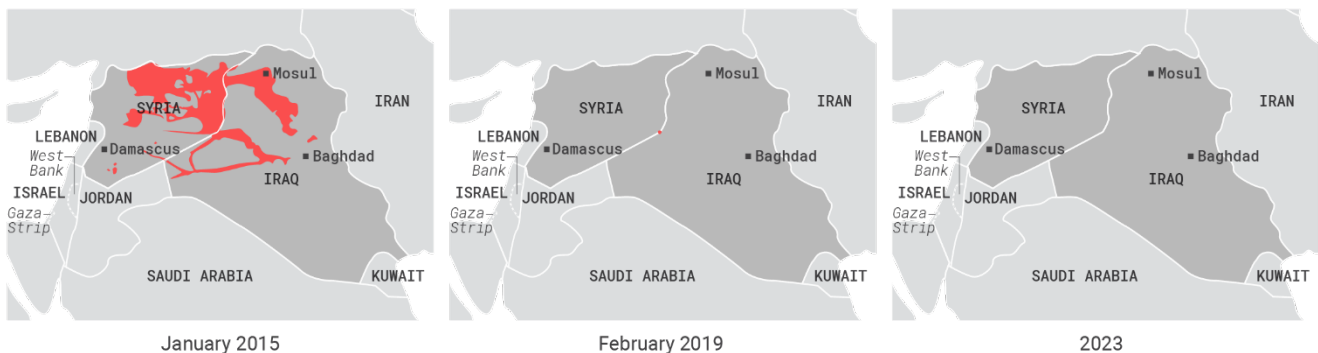 Mosul
IRAN
SYRIA
LEBANON
Damascus
West
Bank
Baghdad
IRAQ
ISRAEL
JORDAN
Gaza-
Strip
SAUDI ARABIA
KUWAIT
January 2015
Mosul
IRAN
SYRIA
LEBANON
Damascus
West
Bank
Baghdad
IRAQ
ISRAEL
JORDAN
Gaza-
Strip
SAUDI ARABIA
KUWAIT
February 2019
Mosul
IRAN
SYRIA
LEBANON
Damascus
West
Bank
Baghdad
IRAQ
ISRAEL
JORDAN
Gaza-
Strip
SAUDI ARABIA
KUWAIT
2023